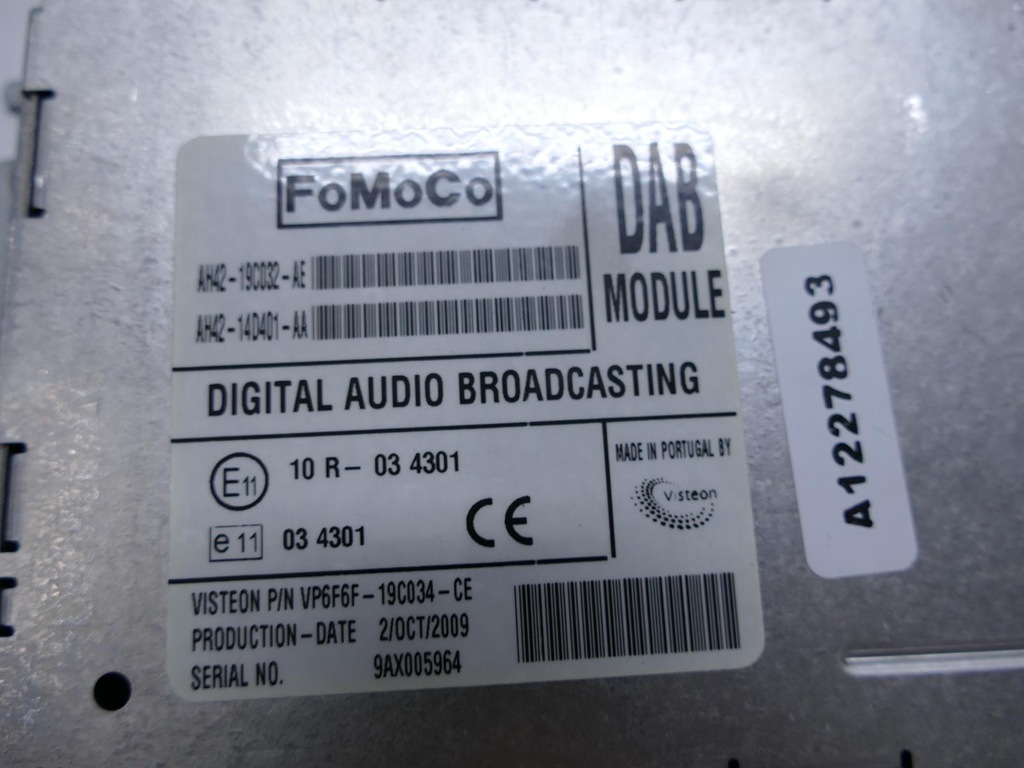 FoMoCo
DAB
MODULE
AH42-19C032-AE
AH42-14D401-AA
DIGITAL AUDIO BROADCASTING
E11 10 R- 03 4301
e 11 03 4301
CE
MADE IN PORTUGAL BY
Visteon
VISTEON P/N VP6F6F-19C034-CE
PRODUCTION-DATE 2/OCT/2009
SERIAL NO. 9AX005964
A12278493